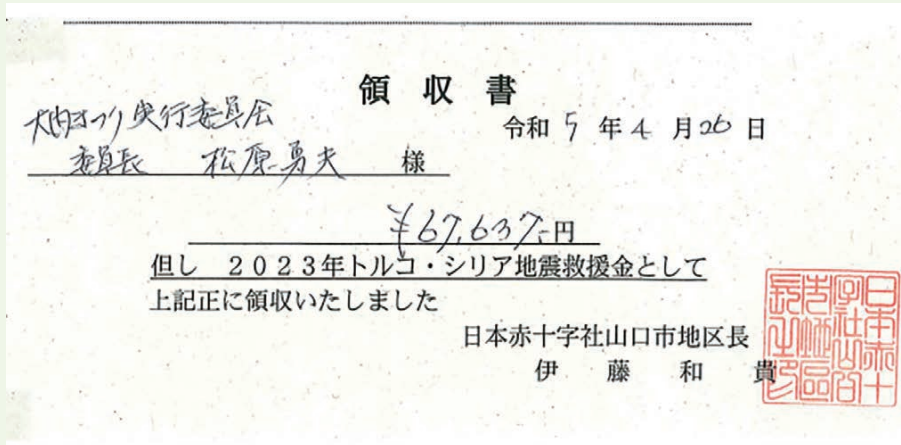 領収書
大内まつり実行委員会
令和5年4月26日
委員長 松原勇夫 様
¥67,637-円
但し 2023年トルコ・シリア地震救援金として
上記正に領収いたしました
日本赤十字社山口市地区長
伊藤和貴